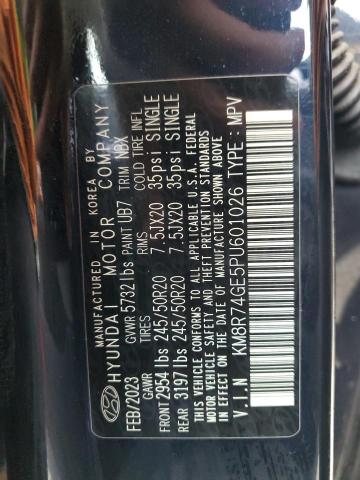 MANUFACTURED IN KOREA BY
HYUNDAI MOTOR COMPANY
FEB/2023 GVWR 5732 lbs PAINT UB7 TRIM NBX
GAWR TIRES RIMS COLD TIRE INFL
FRONT 2954 lbs 245/50R20 7.5JX20 35psi SINGLE
REAR 3197 lbs 245/50R20 7.5JX20 35psi SINGLE
THIS VEHICLE CONFORMS TO ALL APPLICABLE U.S.A. FEDERAL
MOTOR VEHICLE SAFETY AND THEFT PREVENTION STANDARDS
IN EFFECT ON THE DATE OF MANUFACTURE SHOWN ABOVE
V I N : KM8R74GE5PU601026 TYPE : MPV